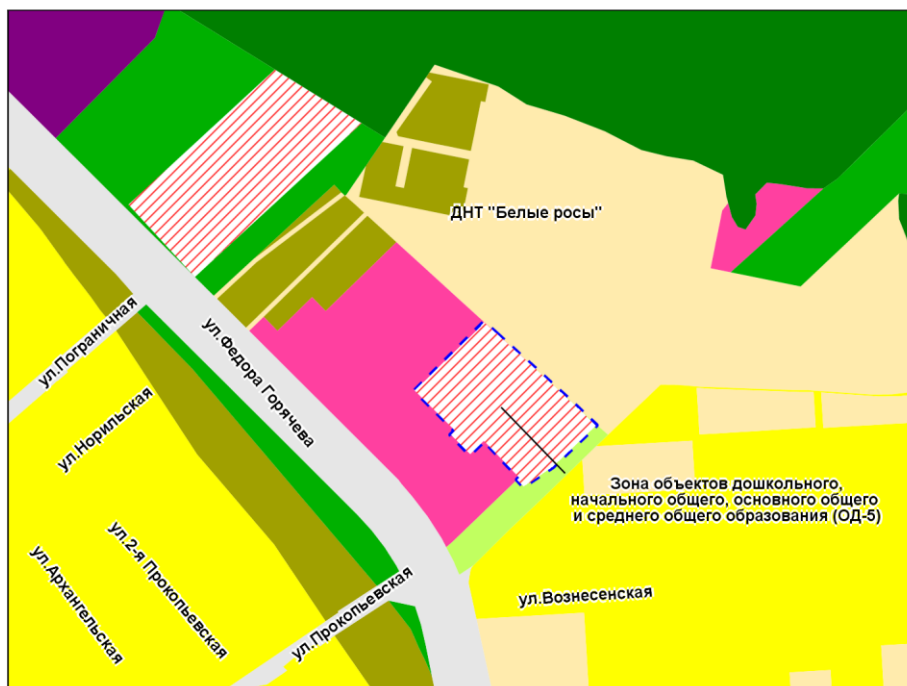 ДНТ "Белые росы"
ул.Пограничная
ул.Федора Горячева
ул.Норильская
Зона объектов дошкольного,
начального общего, основного общего
и среднего общего образования (ОД-5)
ул.2-я Прокопьевская
ул.Архангельская
ул.Прокопьевская
ул.Вознесенская